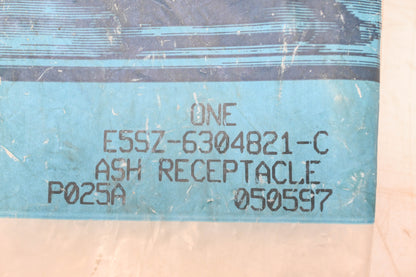 ONE
E5SZ-6304821-C
ASH RECEPTACLE
P025A 050597